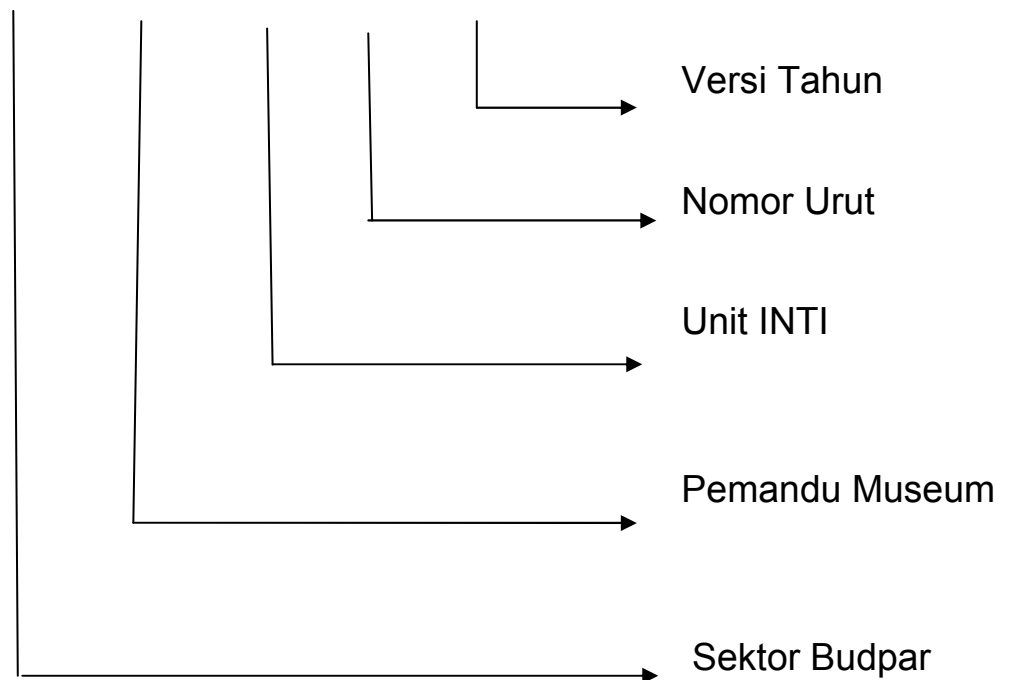 Versi Tahun
Nomor Urut
Unit INTI
Pemandu Museum
Sektor Budpar